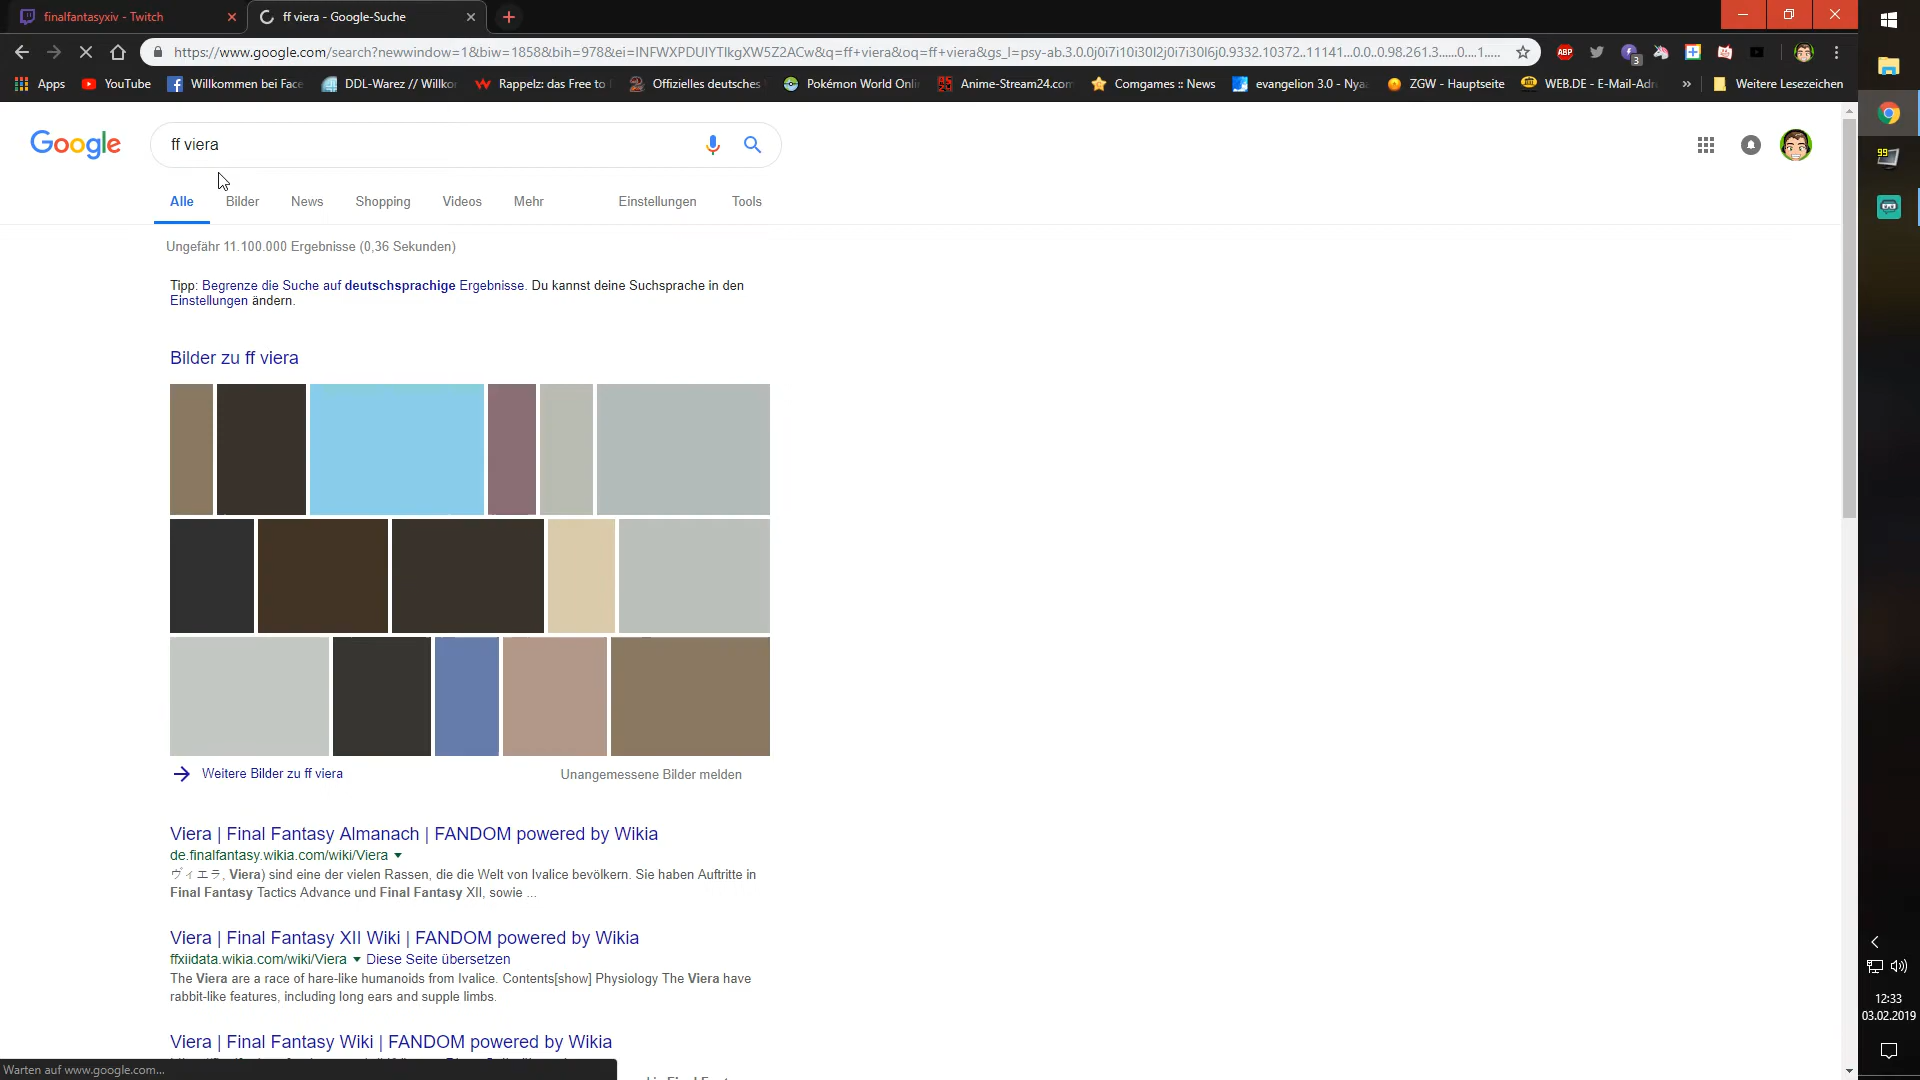 finalfantasyxiv - Twitch
ff viera - Google-Suche
https://www.google.com/search?newwindow=1&biw=1858&bih=978&ei=INFWXPDUIYTIkgXW5Z2ACw&q=ff+viera&oq=ff+viera&gs_l=psy-ab.3.0.0j0i7i10i30l2j0i7i30l6j0.9332.10372..11141...0.0..0.98.261.3......0....1.....
ABP
3
Apps
YouTube
Willkommen bei Face
DDL-Warez // Willkor
Rappelz: das Free to
Offizielles deutsches
Pokémon World Onli
Anime-Stream24.com
Comgames :: News
evangelion 3.0 - Nya
ZGW - Hauptseite
WEB.DE - E-Mail-Adr
»
Weitere Lesezeichen
99
Google
ff viera
Alle
Bilder
News
Shopping
Videos
Mehr
Einstellungen
Tools
Ungefähr 11.100.000 Ergebnisse (0,36 Sekunden)
Tipp: Begrenze die Suche auf deutschsprachige Ergebnisse. Du kannst deine Suchsprache in den
Einstellungen ändern.
Bilder zu ff viera
Weitere Bilder zu ff viera
Unangemessene Bilder melden
Viera | Final Fantasy Almanach | FANDOM powered by Wikia
de.finalfantasy.wikia.com/wiki/Viera
ヴィエラ, Viera) sind eine der vielen Rassen, die die Welt von Ivalice bevölkern. Sie haben Auftritte in
Final Fantasy Tactics Advance und Final Fantasy XII, sowie ...
Viera | Final Fantasy XII Wiki | FANDOM powered by Wikia
ffxiidata.wikia.com/wiki/Viera
Diese Seite übersetzen
The Viera are a race of hare-like humanoids from Ivalice. Contents[show] Physiology The Viera have
rabbit-like features, including long ears and supple limbs.
Viera | Final Fantasy Wiki | FANDOM powered by Wikia
Warten auf www.google.com...
12:33
03.02.2019